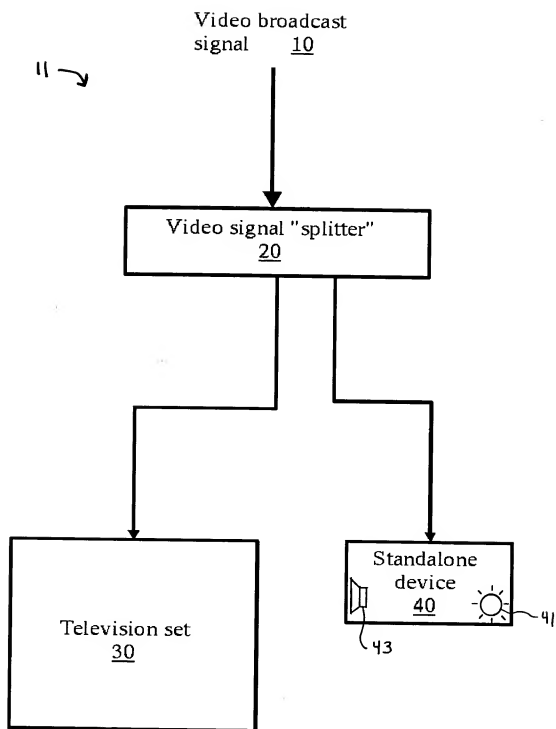 Video broadcast
signal 10
11
Video signal "splitter"
20
Standalone
device
40
41
43
Television set
30